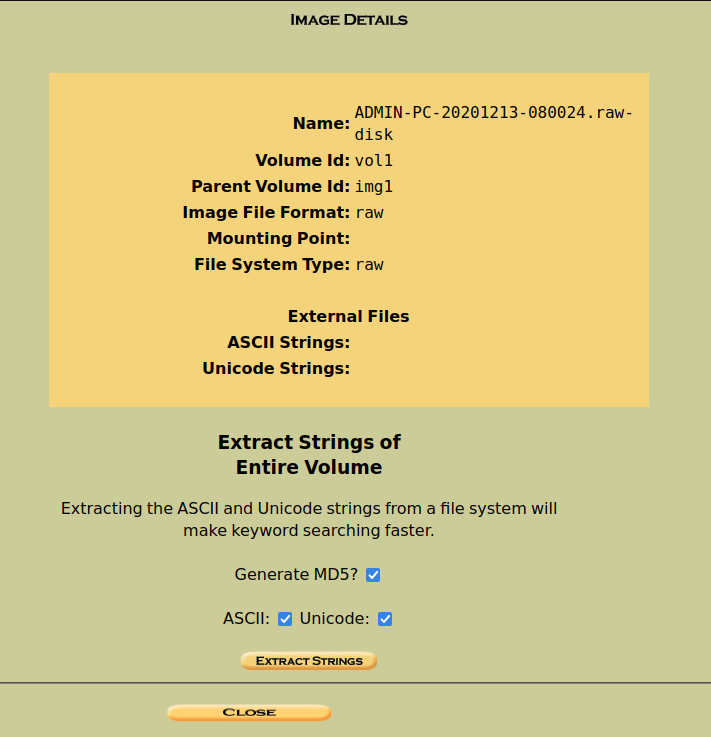 IMAGE DETAILS
Name: ADMIN-PC-20201213-080024.raw-
disk
Volume Id: vol1
Parent Volume Id: img1
Image File Format: raw
Mounting Point:
File System Type: raw
External Files
ASCII Strings:
Unicode Strings:
Extract Strings of
Entire Volume
Extracting the ASCII and Unicode strings from a file system will
make keyword searching faster.
Generate MD5?
ASCII: Unicode:
EXTRACT STRINGS
CLOSE